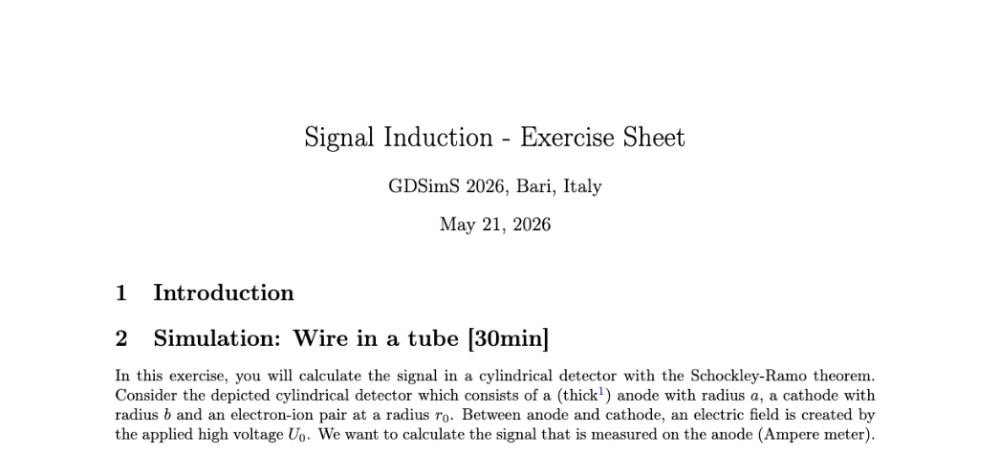 Signal Induction - Exercise Sheet
GDSimS 2026, Bari, Italy
May 21, 2026
1 Introduction
2 Simulation: Wire in a tube [30min]
In this exercise, you will calculate the signal in a cylindrical detector with the Schockley-Ramo theorem.
Consider the depicted cylindrical detector which consists of a (thick¹) anode with radius a, a cathode with
radius b and an electron-ion pair at a radius r₀. Between anode and cathode, an electric field is created by
the applied high voltage U₀. We want to calculate the signal that is measured on the anode (Ampere meter).